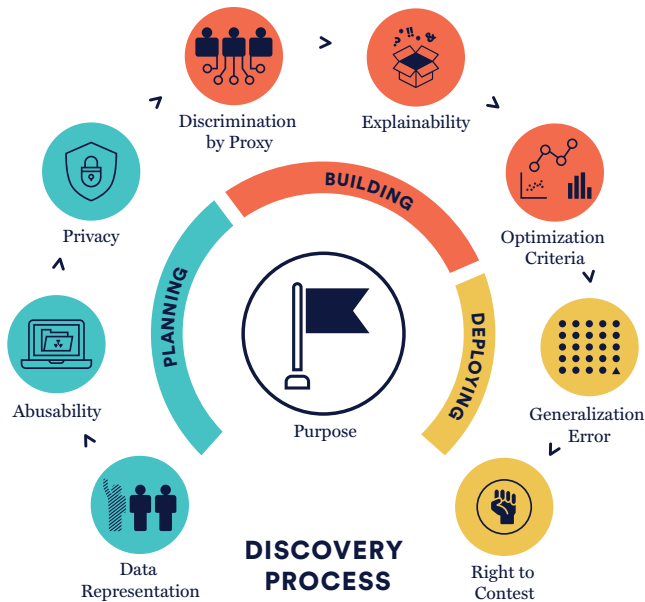 Discrimination
by Proxy
Explainability
Privacy
Optimization
Criteria
BUILDING
PLANNING
DEPLOYING
Abusability
Generalization
Error
Purpose
Data
Representation
DISCOVERY
PROCESS
Right to
Contest